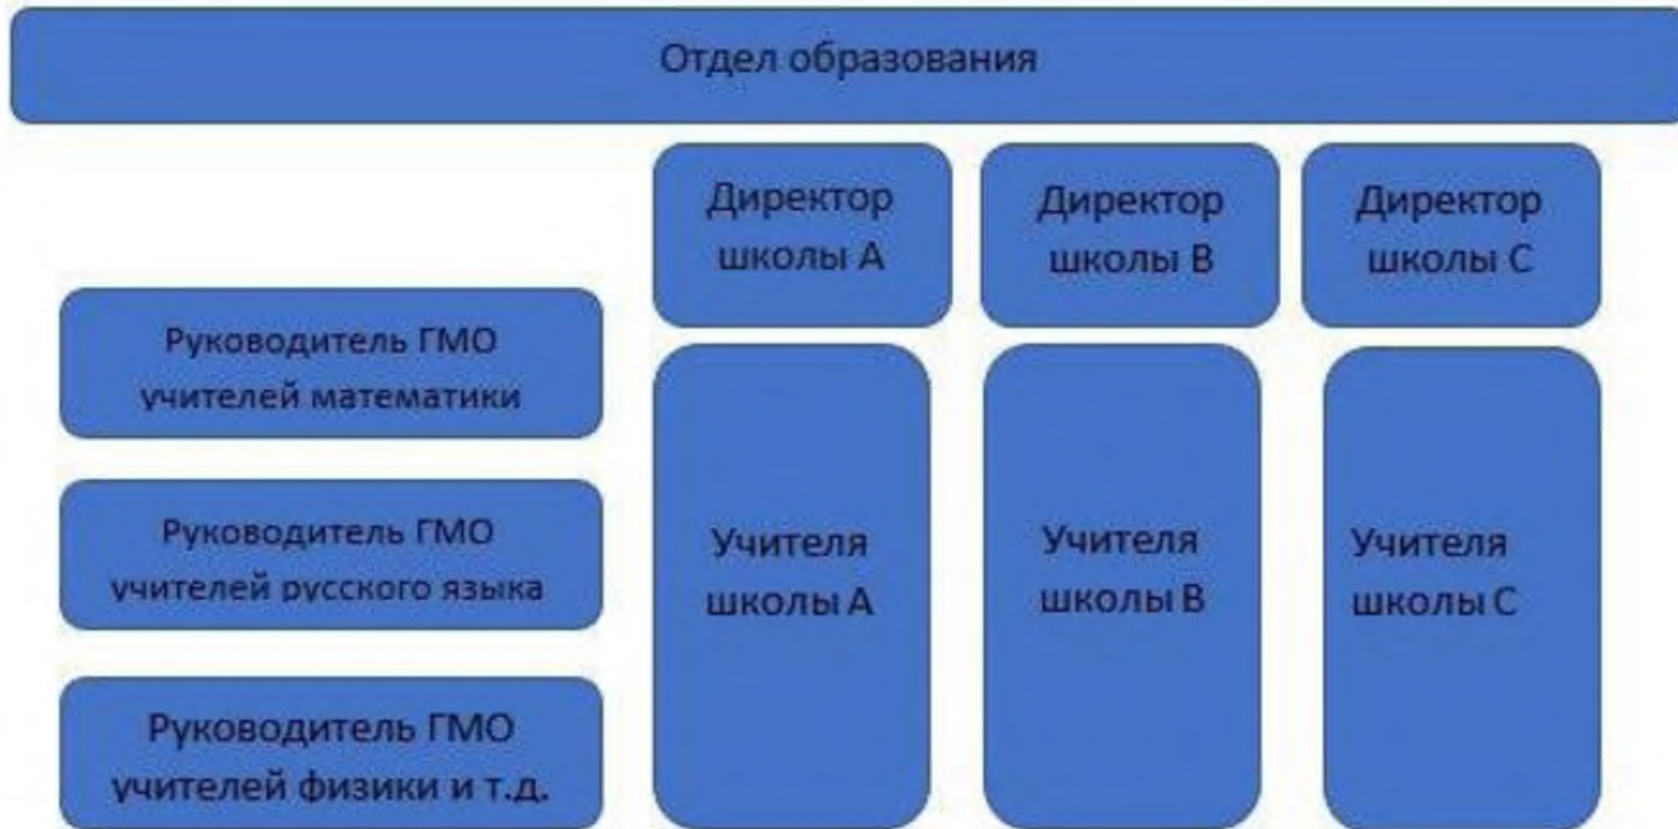 Отдел образования
Директор
школы А
Директор
школы В
Директор
школы С
Руководитель ГМО
учителей математики
Руководитель ГМО
учителей русского языка
Руководитель ГМО
учителей физики и т.д.
Учителя
школы А
Учителя
школы В
Учителя
школы С